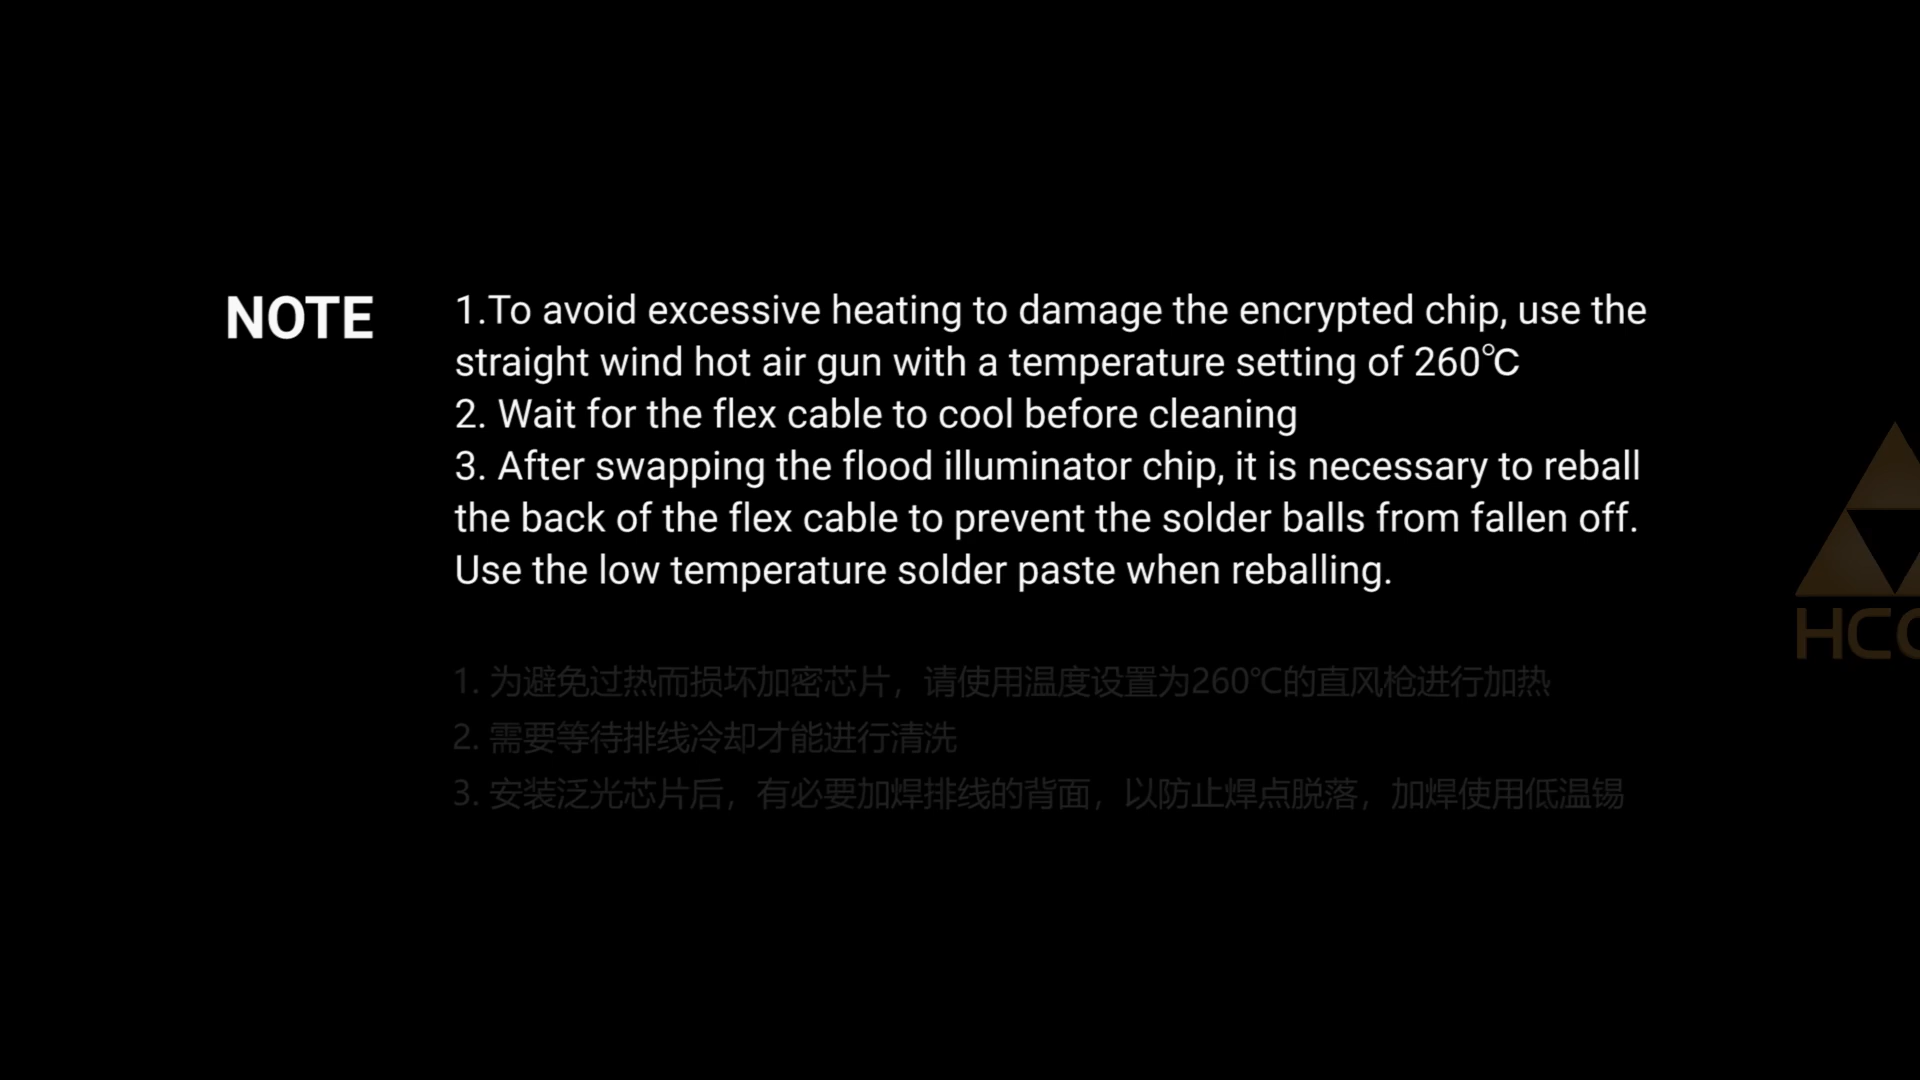 NOTE
1.To avoid excessive heating to damage the encrypted chip, use the
straight wind hot air gun with a temperature setting of 260℃
2. Wait for the flex cable to cool before cleaning
3. After swapping the flood illuminator chip, it is necessary to reball
the back of the flex cable to prevent the solder balls from fallen off.
Use the low temperature solder paste when reballing.
1. 为避免过热而损坏加密芯片，请使用温度设置为260℃的直风枪进行加热
2. 需要等待排线冷却才能进行清洗
3. 安装泛光芯片后，有必要加焊排线的背面，以防止焊点脱落，加焊使用低温锡